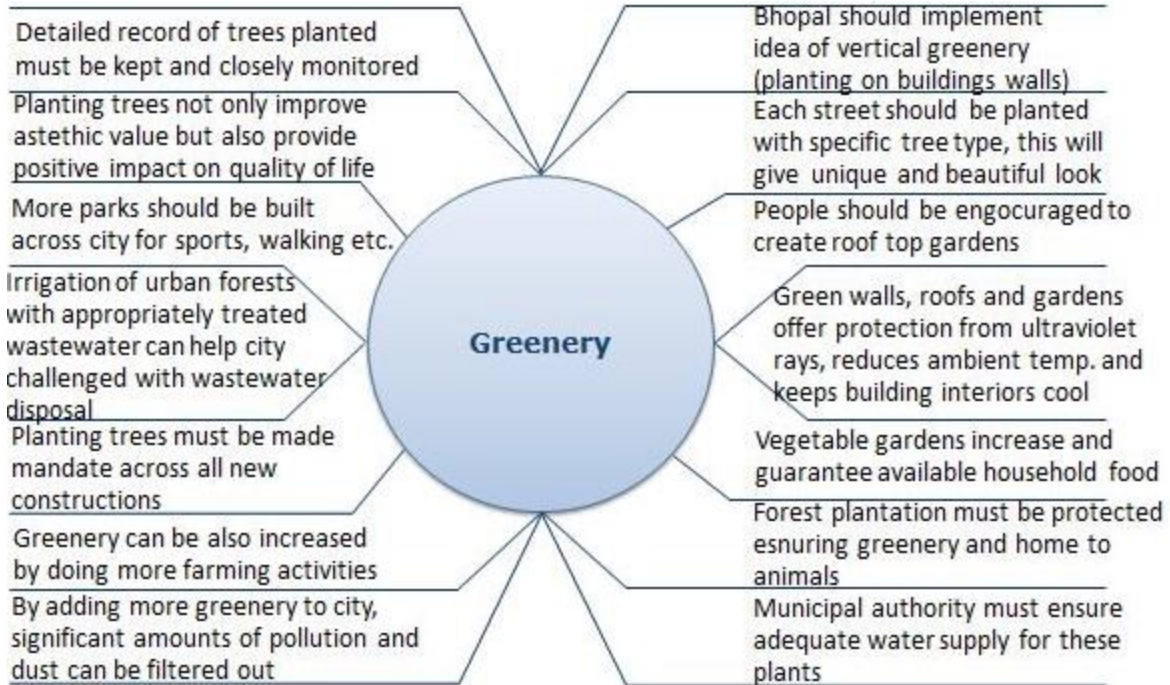 Detailed record of trees planted
must be kept and closely monitored
Planting trees not only improve
astethic value but also provide
positive impact on quality of life
More parks should be built
across city for sports, walking etc.
Irrigation of urban forests
with appropriately treated
wastewater can help city
challenged with wastewater
disposal
Planting trees must be made
mandate across all new
constructions
Greenery can be also increased
by doing more farming activities
By adding more greenery to city,
significant amounts of pollution and
dust can be filtered out
Greenery
Bhopal should implement
idea of vertical greenery
(planting on buildings walls)
Each street should be planted
with specific tree type, this will
give unique and beautiful look
People should be engocuraged to
create roof top gardens
Green walls, roofs and gardens
offer protection from ultraviolet
rays, reduces ambient temp. and
keeps building interiors cool
Vegetable gardens increase and
guarantee available household food
Forest plantation must be protected
esnuring greenery and home to
animals
Municipal authority must ensure
adequate water supply for these
plants